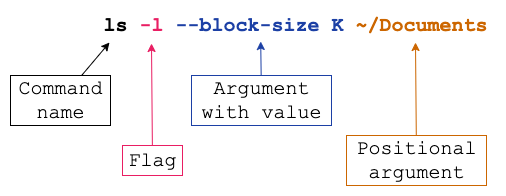 ls -l --block-size K ~/Documents
Command
name
Argument
with value
Flag
Positional
argument